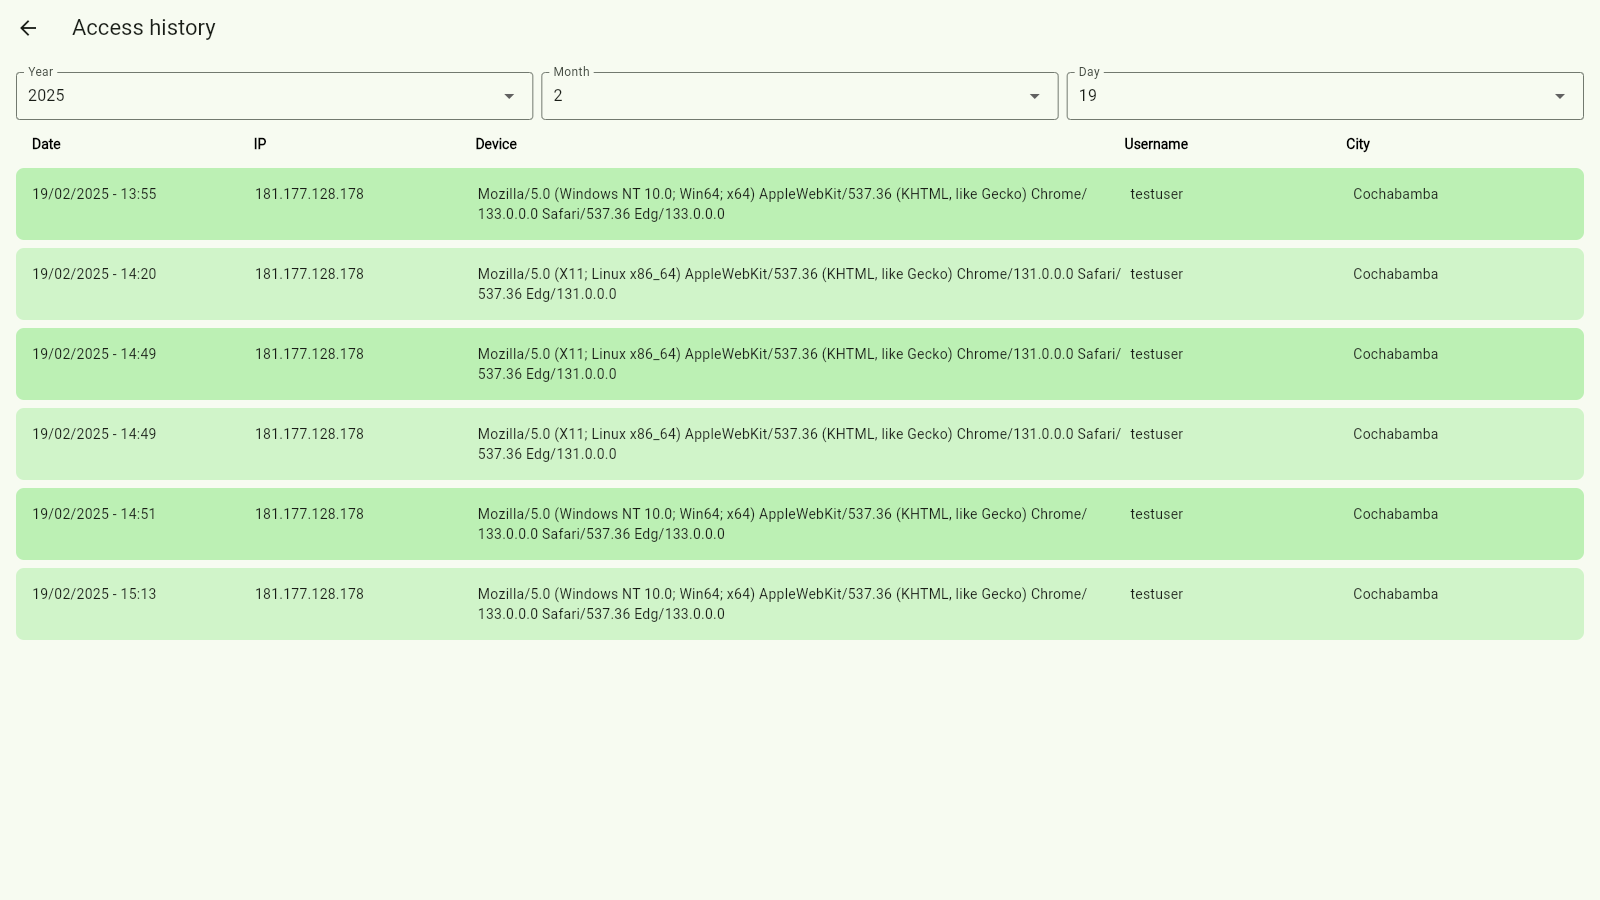 Access history
Year Month Day
2025 2 19
Date IP Device Username City
19/02/2025 - 13:55 181.177.128.178 Mozilla/5.0 (Windows NT 10.0; Win64; x64) AppleWebKit/537.36 (KHTML, like Gecko) Chrome/ testuser Cochabamba
133.0.0.0 Safari/537.36 Edg/133.0.0.0
19/02/2025 - 14:20 181.177.128.178 Mozilla/5.0 (X11; Linux x86_64) AppleWebKit/537.36 (KHTML, like Gecko) Chrome/131.0.0.0 Safari/ testuser Cochabamba
537.36 Edg/131.0.0.0
19/02/2025 - 14:49 181.177.128.178 Mozilla/5.0 (X11; Linux x86_64) AppleWebKit/537.36 (KHTML, like Gecko) Chrome/131.0.0.0 Safari/ testuser Cochabamba
537.36 Edg/131.0.0.0
19/02/2025 - 14:49 181.177.128.178 Mozilla/5.0 (X11; Linux x86_64) AppleWebKit/537.36 (KHTML, like Gecko) Chrome/131.0.0.0 Safari/ testuser Cochabamba
537.36 Edg/131.0.0.0
19/02/2025 - 14:51 181.177.128.178 Mozilla/5.0 (Windows NT 10.0; Win64; x64) AppleWebKit/537.36 (KHTML, like Gecko) Chrome/ testuser Cochabamba
133.0.0.0 Safari/537.36 Edg/133.0.0.0
19/02/2025 - 15:13 181.177.128.178 Mozilla/5.0 (Windows NT 10.0; Win64; x64) AppleWebKit/537.36 (KHTML, like Gecko) Chrome/ testuser Cochabamba
133.0.0.0 Safari/537.36 Edg/133.0.0.0